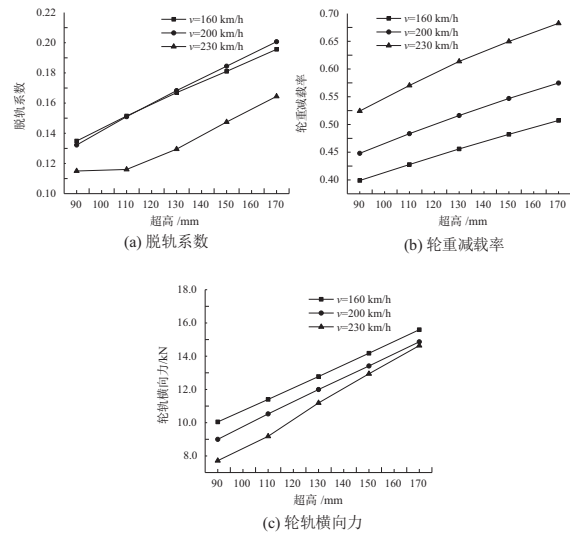 v=160 km/h
v=200 km/h
v=230 km/h
0.22
0.20
0.18
0.16
0.14
0.12
0.10
脱轨系数
90 100 110 120 130 140 150 160 170
超高 /mm
(a) 脱轨系数
v=160 km/h
v=200 km/h
v=230 km/h
0.70
0.65
0.60
0.55
0.50
0.45
0.40
轮重减载率
90 100 110 120 130 140 150 160 170
超高 /mm
(b) 轮重减载率
v=160 km/h
v=200 km/h
v=230 km/h
18.0
16.0
14.0
12.0
10.0
8.0
轮轨横向力/kN
90 100 110 120 130 140 150 160 170
超高 /mm
(c) 轮轨横向力